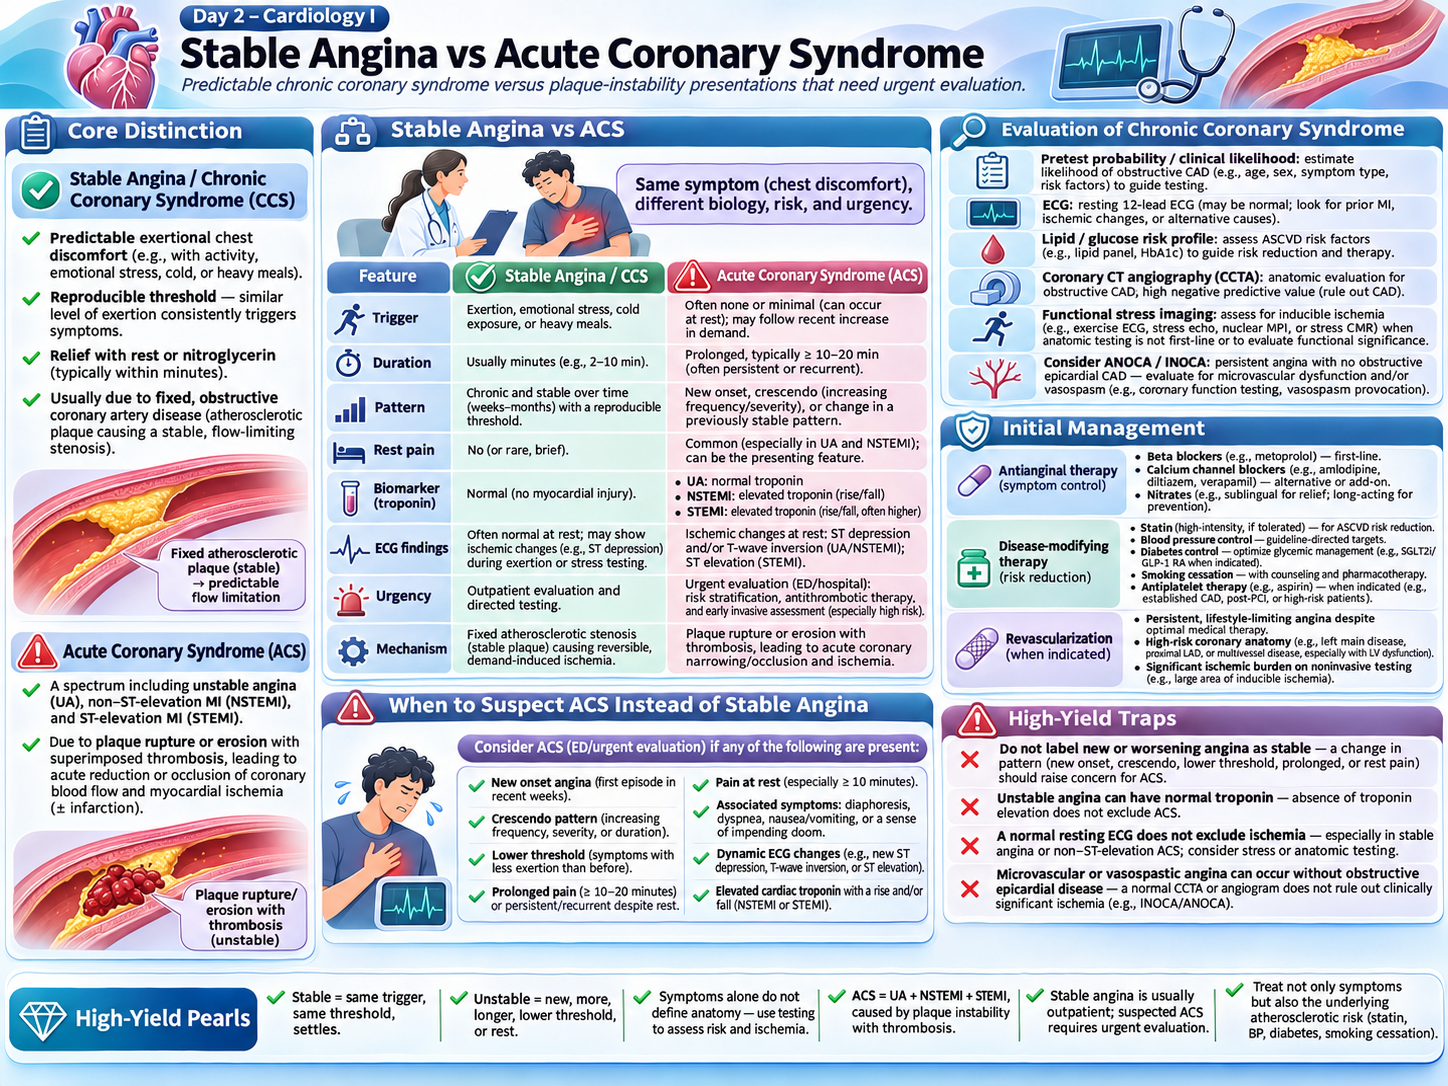 Day 2 – Cardiology I
Stable Angina vs Acute Coronary Syndrome
Predictable chronic coronary syndrome versus plaque-instability presentations that need urgent evaluation.
Core Distinction
Stable Angina / Chronic
Coronary Syndrome (CCS)
Predictable exertional chest
discomfort (e.g., with activity,
emotional stress, cold, or heavy meals).
Reproducible threshold — similar
level of exertion consistently triggers
symptoms.
Relief with rest or nitroglycerin
(typically within minutes).
Usually due to fixed, obstructive
coronary artery disease (atherosclerotic
plaque causing a stable, flow-limiting
stenosis).
Fixed atherosclerotic
plaque (stable)
→ predictable
flow limitation
Acute Coronary Syndrome (ACS)
A spectrum including unstable angina
(UA), non–ST-elevation MI (NSTEMI),
and ST-elevation MI (STEMI).
Due to plaque rupture or erosion with
superimposed thrombosis, leading to
acute reduction or occlusion of coronary
blood flow and myocardial ischemia
(± infarction).
Plaque rupture/
erosion with
thrombosis
(unstable)
Stable Angina vs ACS
Same symptom (chest discomfort),
different biology, risk, and urgency.
Feature
Stable Angina / CCS
Acute Coronary Syndrome (ACS)
Trigger
Exertion, emotional stress, cold
exposure, or heavy meals.
Often none or minimal (can occur
at rest); may follow recent increase
in demand.
Duration
Usually minutes (e.g., 2–10 min).
Prolonged, typically ≥ 10–20 min
(often persistent or recurrent).
Pattern
Chronic and stable over time
(weeks–months) with a reproducible
threshold.
New onset, crescendo (increasing
frequency/severity), or change in a
previously stable pattern.
Rest pain
No (or rare, brief).
Common (especially in UA and NSTEMI);
can be the presenting feature.
Biomarker
(troponin)
Normal (no myocardial injury).
• UA: normal troponin
• NSTEMI: elevated troponin (rise/fall)
• STEMI: elevated troponin (rise/fall, often higher)
ECG findings
Often normal at rest; may show
ischemic changes (e.g., ST depression)
during exertion or stress testing.
Ischemic changes at rest: ST depression
and/or T-wave inversion (UA/NSTEMI);
ST elevation (STEMI).
Urgency
Outpatient evaluation and
directed testing.
Urgent evaluation (ED/hospital):
risk stratification, antithrombotic therapy,
and early invasive assessment (especially high risk).
Mechanism
Fixed atherosclerotic stenosis
(stable plaque) causing reversible,
demand-induced ischemia.
Plaque rupture or erosion with
thrombosis, leading to acute coronary
narrowing/occlusion and ischemia.
When to Suspect ACS Instead of Stable Angina
Consider ACS (ED/urgent evaluation) if any of the following are present:
New onset angina (first episode in
recent weeks).
Crescendo pattern (increasing
frequency, severity, or duration).
Lower threshold (symptoms with
less exertion than before).
Prolonged pain (≥ 10–20 minutes)
or persistent/recurrent despite rest.
Pain at rest (especially ≥ 10 minutes).
Associated symptoms: diaphoresis,
dyspnea, nausea/vomiting, or a sense
of impending doom.
Dynamic ECG changes (e.g., new ST
depression, T-wave inversion, or ST elevation).
Elevated cardiac troponin with a rise and/or
fall (NSTEMI or STEMI).
Evaluation of Chronic Coronary Syndrome
Pretest probability / clinical likelihood: estimate
likelihood of obstructive CAD (e.g., age, sex, symptom type,
risk factors) to guide testing.
ECG: resting 12-lead ECG (may be normal; look for prior MI,
ischemic changes, or alternative causes).
Lipid / glucose risk profile: assess ASCVD risk factors
(e.g., lipid panel, HbA1c) to guide risk reduction and therapy.
Coronary CT angiography (CCTA): anatomic evaluation for
obstructive CAD; high negative predictive value (rule out CAD).
Functional stress imaging: assess for inducible ischemia
(e.g., exercise ECG, stress echo, nuclear MPI, or stress CMR) when
anatomic testing is not first-line or to evaluate functional significance.
Consider ANOCA / INOCA: persistent angina with no obstructive
epicardial CAD — evaluate for microvascular dysfunction and/or
vasospasm (e.g., coronary function testing, vasospasm provocation).
Initial Management
Antianginal therapy
(symptom control)
• Beta blockers (e.g., metoprolol) — first-line.
• Calcium channel blockers (e.g., amlodipine,
diltiazem, verapamil) — alternative or add-on.
• Nitrates (e.g., sublingual for relief; long-acting for
prevention).
Disease-modifying
therapy
(risk reduction)
• Statin (high-intensity, if tolerated) — for ASCVD risk reduction.
• Blood pressure control — guideline-directed targets.
• Diabetes control — optimize glycemic management (e.g., SGLT2i/
GLP-1 RA when indicated).
• Smoking cessation — with counseling and pharmacotherapy.
• Antiplatelet therapy (e.g., aspirin) — when indicated (e.g.,
established CAD, post-PCI, or high-risk patients).
Revascularization
(when indicated)
• Persistent, lifestyle-limiting angina despite
optimal medical therapy.
• High-risk coronary anatomy (e.g., left main disease,
proximal LAD, or multivessel disease, especially with LV dysfunction).
• Significant ischemic burden on noninvasive testing
(e.g., large area of inducible ischemia).
High-Yield Traps
Do not label new or worsening angina as stable — a change in
pattern (new onset, crescendo, lower threshold, prolonged, or rest pain)
should raise concern for ACS.
Unstable angina can have normal troponin — absence of troponin
elevation does not exclude ACS.
A normal resting ECG does not exclude ischemia — especially in stable
angina or non–ST-elevation ACS; consider stress or anatomic testing.
Microvascular or vasospastic angina can occur without obstructive
epicardial disease — a normal CCTA or angiogram does not rule out clinically
significant ischemia (e.g., INOCA/ANOCA).
High-Yield Pearls
Stable = same trigger,
same threshold,
settles.
Unstable = new, more,
longer, lower threshold,
or rest.
Symptoms alone do not
define anatomy — use testing
to assess risk and ischemia.
ACS = UA + NSTEMI + STEMI,
caused by plaque instability
with thrombosis.
Stable angina is usually
outpatient; suspected ACS
requires urgent evaluation.
Treat not only symptoms
but also the underlying
atherosclerotic risk (statin,
BP, diabetes, smoking cessation).